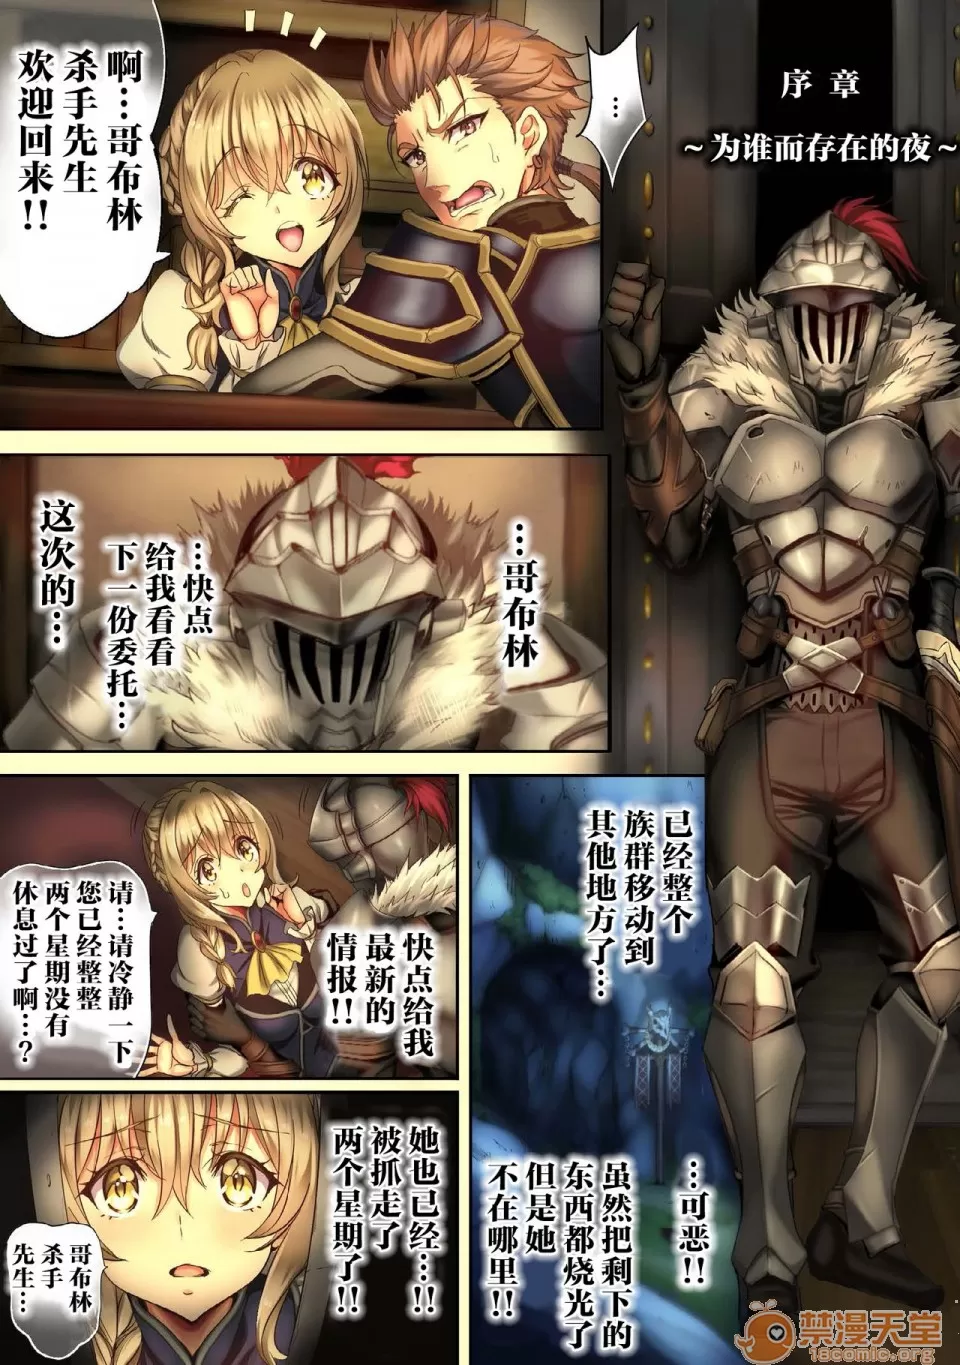 序章
～为谁而存在的夜～
…
啊…哥布林
杀手先生
欢迎回来!!
…哥布林
…快点
给我看看
下一份委托…
这次的…
已经整个
族群移动到
其他地方了…
…可恶!!
虽然把剩下的
东西都烧光了
但是她
不在哪里!!
快点给我
最新的
情报!!
请…请冷静一下
您已经整整
两个星期没有
休息过了啊…?
她也已经…!!
被抓走了
两个星期了!!
哥布林
杀手
先生…
禁漫天堂
18comic.org